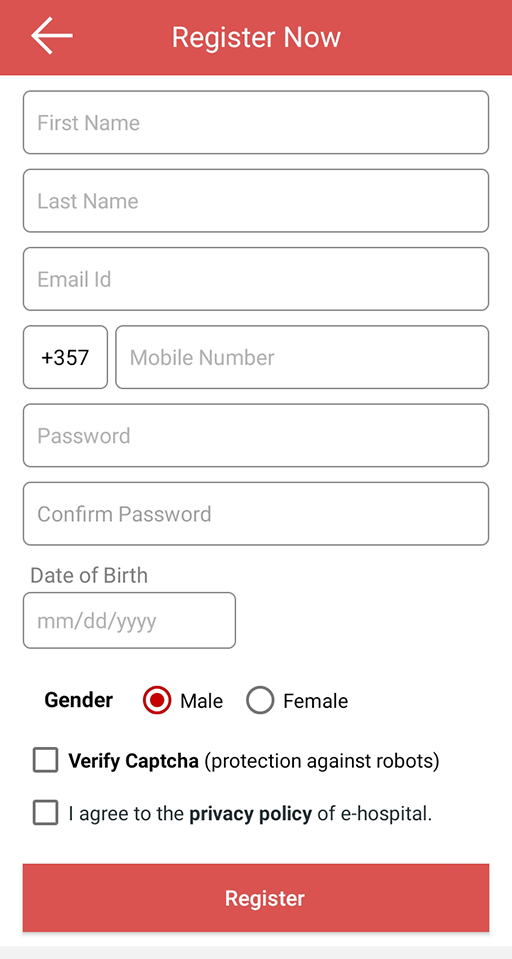 Register Now
First Name
Last Name
Email Id
+357 Mobile Number
Password
Confirm Password
Date of Birth
mm/dd/yyyy
Gender Male Female
Verify Captcha (protection against robots)
I agree to the privacy policy of e-hospital.
Register